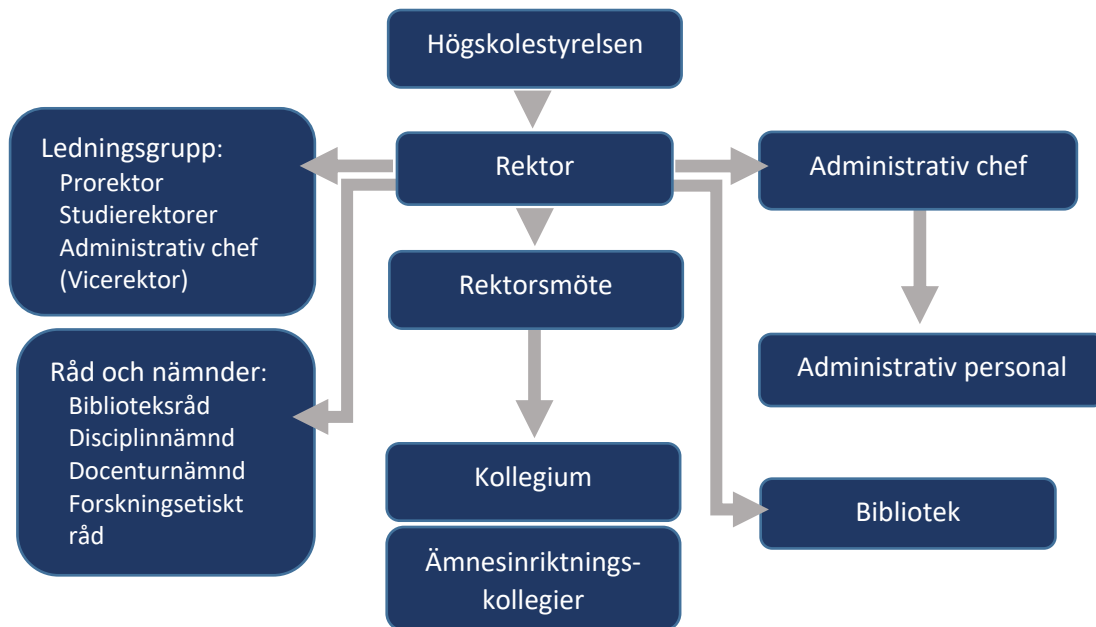 Högskolestyrelsen
Ledningsgrupp:
Prorektor
Studierektorer
Administrativ chef
(Vicerektor)
Rektor
Administrativ chef
Rektorsmöte
Råd och nämnder:
Biblioteksråd
Disciplinnämnd
Docenturnämnd
Forskningsetiskt
råd
Administrativ personal
Kollegium
Bibliotek
Ämnesinriktnings-
kollegier